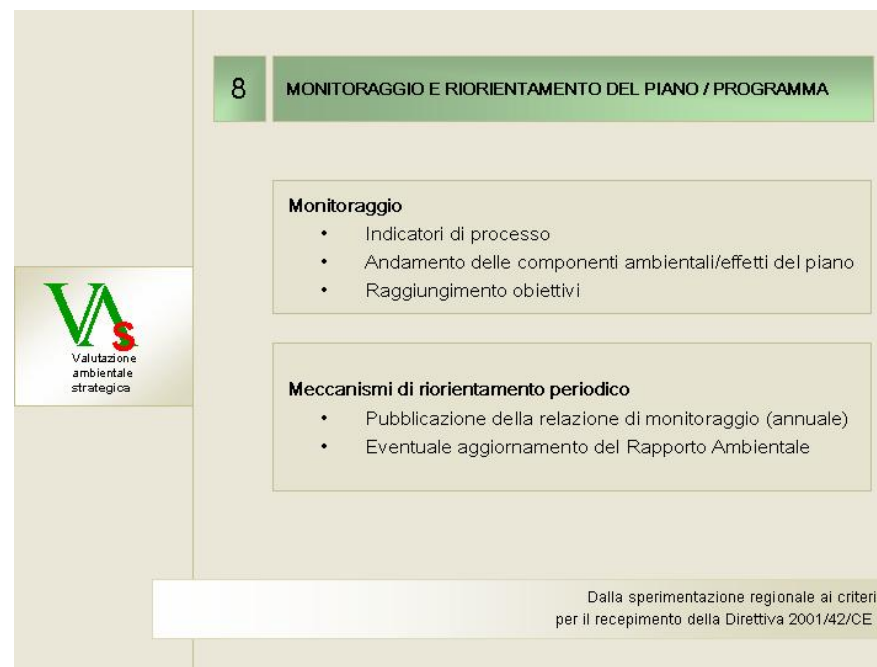 8
MONITORAGGIO E RIORIENTAMENTO DEL PIANO / PROGRAMMA
Monitoraggio
• Indicatori di processo
• Andamento delle componenti ambientali/effetti del piano
• Raggiungimento obiettivi
VAs
Valutazione
ambientale
strategica
Meccanismi di riorientamento periodico
• Pubblicazione della relazione di monitoraggio (annuale)
• Eventuale aggiornamento del Rapporto Ambientale
Dalla sperimentazione regionale ai criteri
per il recepimento della Direttiva 2001/42/CE